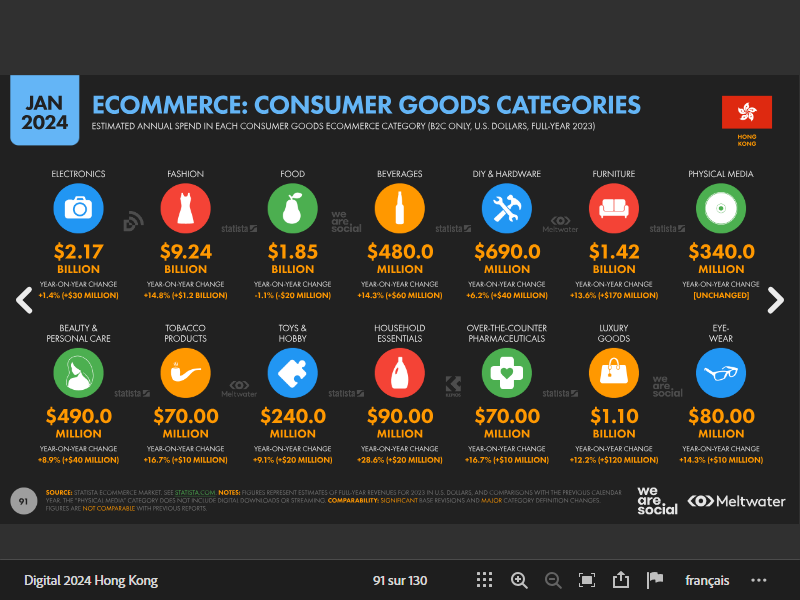 JAN
2024
ECOMMERCE: CONSUMER GOODS CATEGORIES
ESTIMATED ANNUAL SPEND IN EACH CONSUMER GOODS ECOMMERCE CATEGORY (B2C ONLY, U.S. DOLLARS, FULL-YEAR 2023)
HONG
KONG
ELECTRONICS
$2.17
BILLION
YEAR-ON-YEAR CHANGE
+1.4% (+$30 MILLION)
FASHION
$9.24
BILLION
YEAR-ON-YEAR CHANGE
+14.8% (+$1.2 BILLION)
FOOD
$1.85
BILLION
YEAR-ON-YEAR CHANGE
-1.1% (-$20 MILLION)
BEVERAGES
$480.0
MILLION
YEAR-ON-YEAR CHANGE
+14.3% (+$60 MILLION)
DIY & HARDWARE
$690.0
MILLION
YEAR-ON-YEAR CHANGE
+6.2% (+$40 MILLION)
FURNITURE
$1.42
BILLION
YEAR-ON-YEAR CHANGE
+13.6% (+$170 MILLION)
PHYSICAL MEDIA
$340.0
MILLION
YEAR-ON-YEAR CHANGE
[UNCHANGED]
statista
we
are.
social
statista
Meltwater
statista
BEAUTY &
PERSONAL CARE
$490.0
MILLION
YEAR-ON-YEAR CHANGE
+8.9% (+$40 MILLION)
TOBACCO
PRODUCTS
$70.00
MILLION
YEAR-ON-YEAR CHANGE
+16.7% (+$10 MILLION)
TOYS &
HOBBY
$240.0
MILLION
YEAR-ON-YEAR CHANGE
+9.1% (+$20 MILLION)
HOUSEHOLD
ESSENTIALS
$90.00
MILLION
YEAR-ON-YEAR CHANGE
+28.6% (+$20 MILLION)
OVER-THE-COUNTER
PHARMACEUTICALS
$70.00
MILLION
YEAR-ON-YEAR CHANGE
+16.7% (+$10 MILLION)
LUXURY
GOODS
$1.10
BILLION
YEAR-ON-YEAR CHANGE
+12.2% (+$120 MILLION)
EYE-
WEAR
$80.00
MILLION
YEAR-ON-YEAR CHANGE
+14.3% (+$10 MILLION)
statista
Meltwater
statista
KEPIOS
statista
we
are.
social
91
SOURCE: STATISTA ECOMMERCE MARKET. SEE STATISTA.COM. NOTES: FIGURES REPRESENT ESTIMATES OF FULL-YEAR REVENUES FOR 2023 IN U.S. DOLLARS, AND COMPARISONS WITH THE PREVIOUS CALENDAR
YEAR. THE "PHYSICAL MEDIA" CATEGORY DOES NOT INCLUDE DIGITAL DOWNLOADS OR STREAMING. COMPARABILITY: SIGNIFICANT BASE REVISIONS AND MAJOR CATEGORY DEFINITION CHANGES.
FIGURES ARE NOT COMPARABLE WITH PREVIOUS REPORTS.
we
are.
social
Meltwater
Digital 2024 Hong Kong
91 sur 130
français